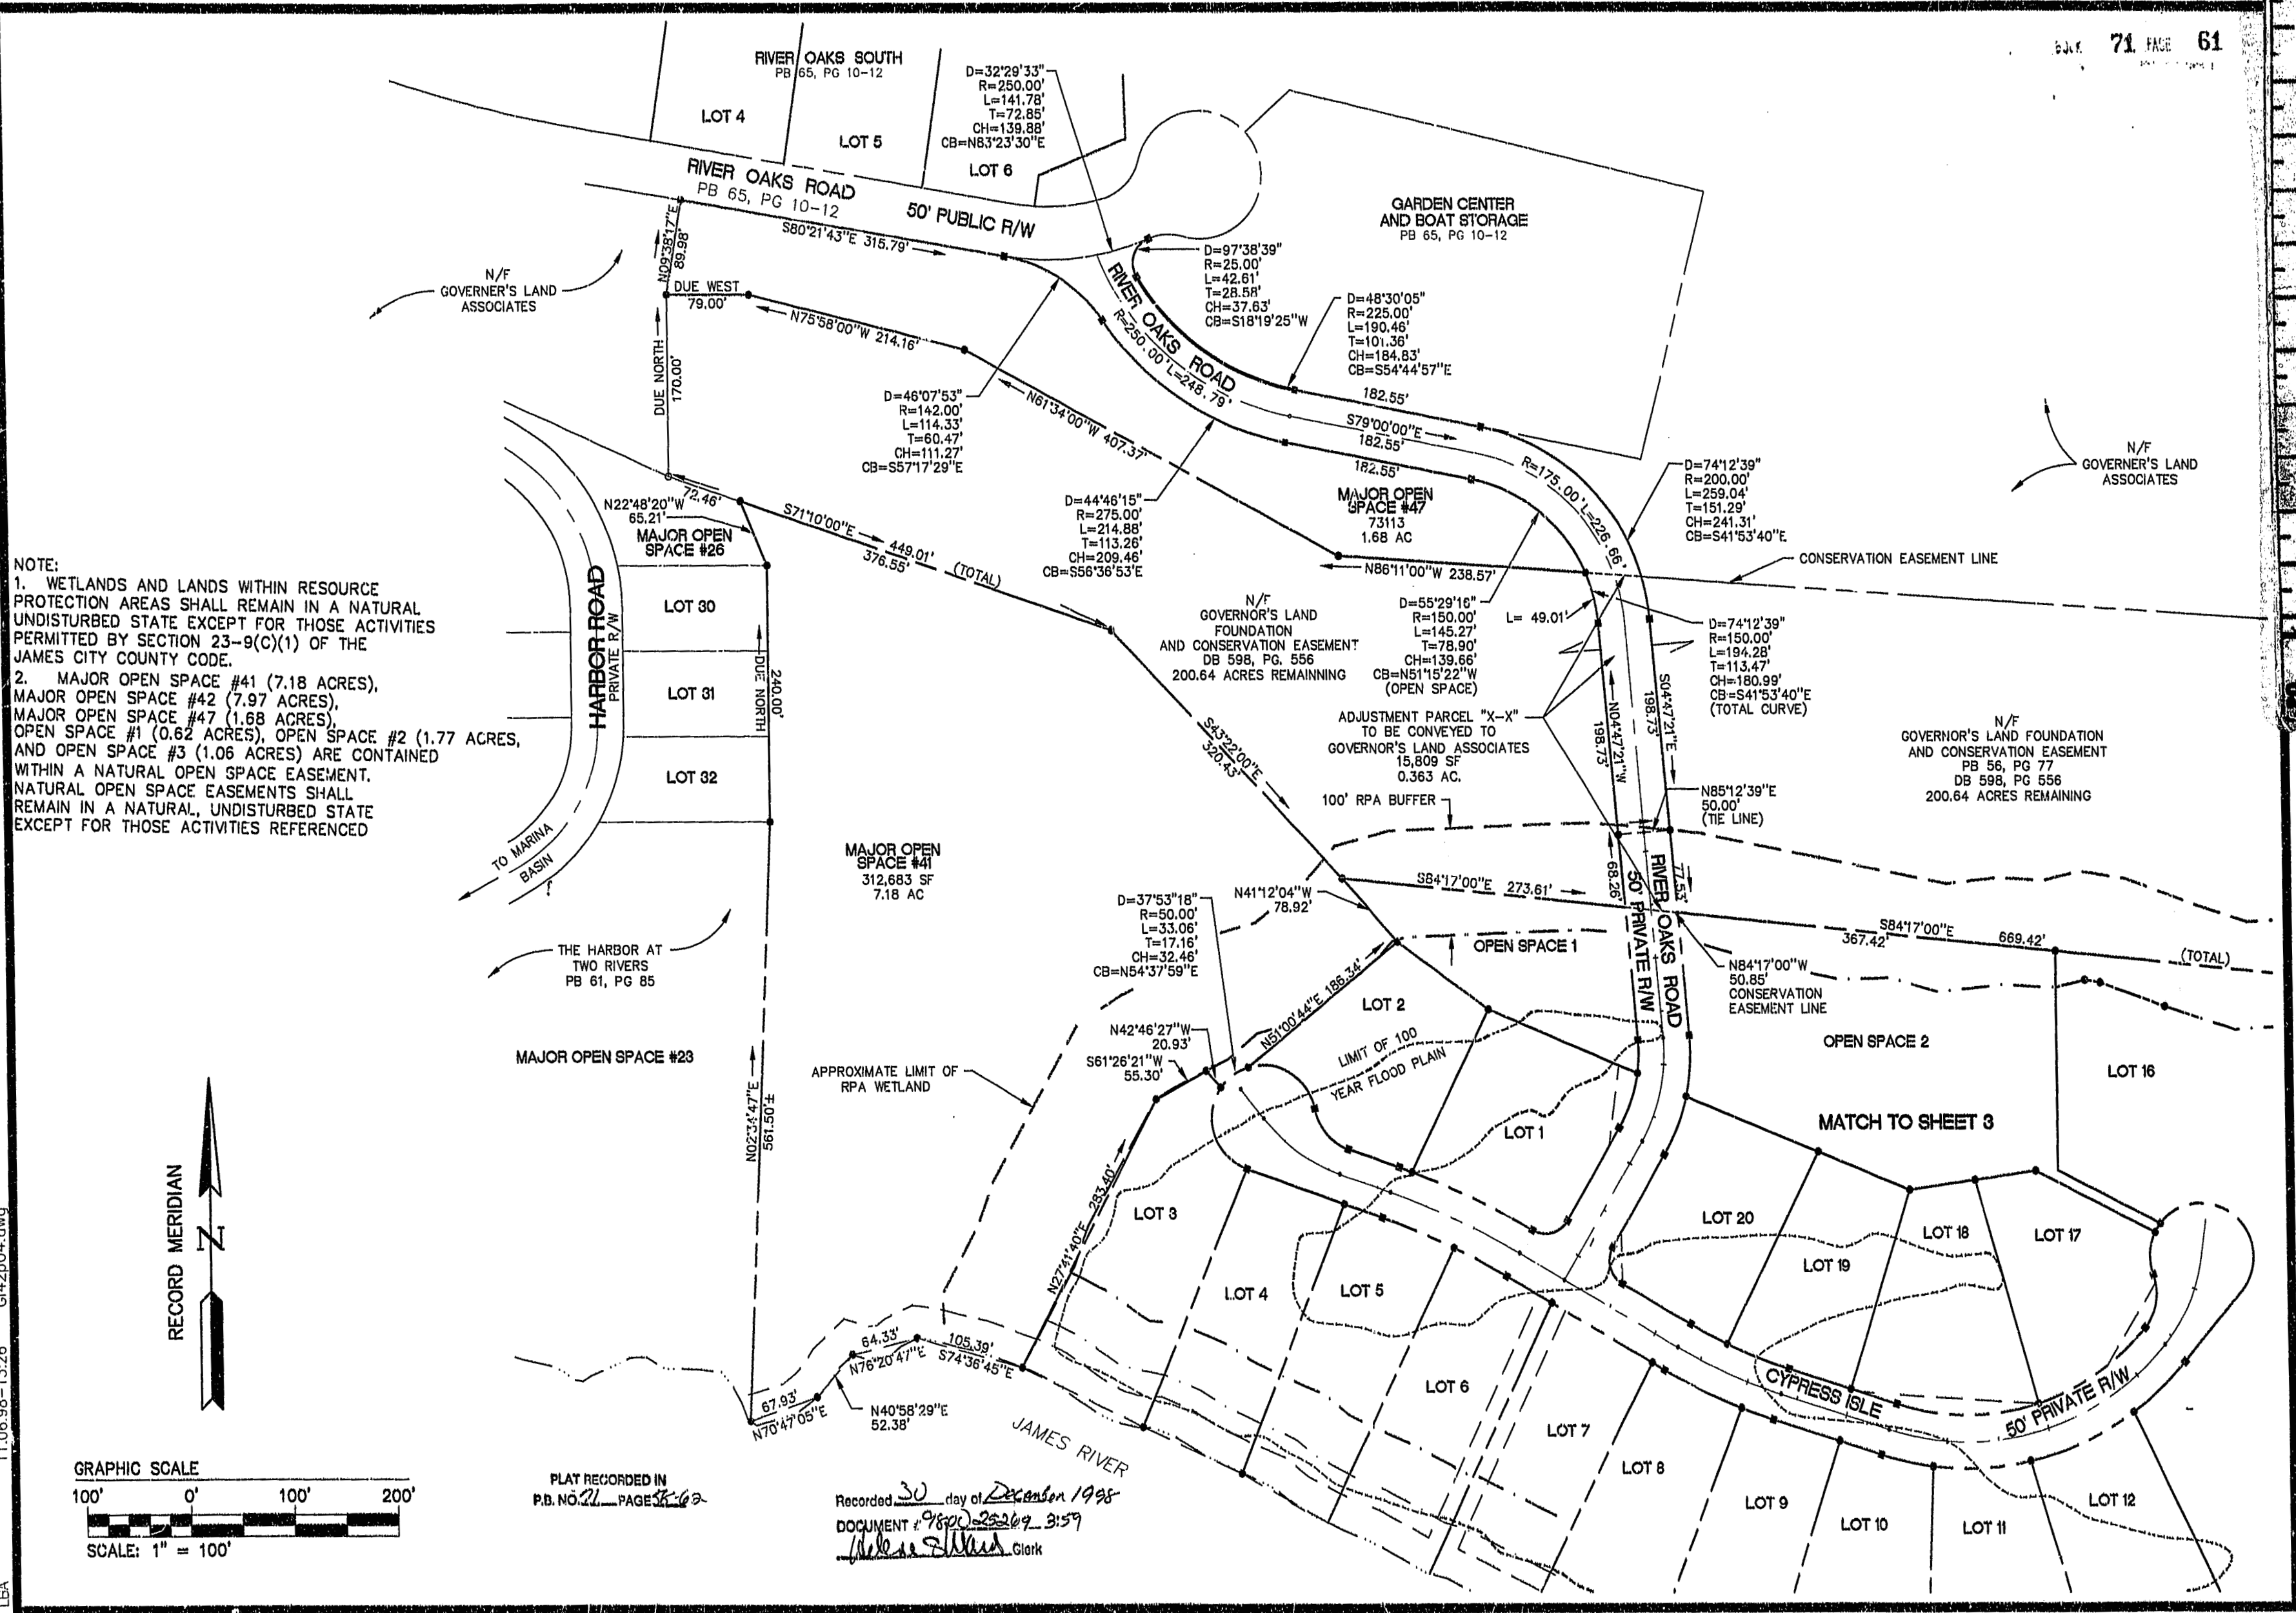 BOOK 71 PAGE 61
RIVER OAKS SOUTH
PB 65, PG 10-12
LOT 4
LOT 5
LOT 6
D=32°29'33"
R=250.00'
L=141.78'
T=72.85'
CH=139.88'
CB=N83°23'30"E
RIVER OAKS ROAD
PB 65, PG 10-12
50' PUBLIC R/W
S80°21'43"E 315.79'
N09°38'17"E
89.98'
N/F
GOVERNER'S LAND
ASSOCIATES
DUE WEST
79.00'
N75°58'00"W 214.16'
DUE NORTH
170.00'
GARDEN CENTER
AND BOAT STORAGE
PB 65, PG 10-12
D=97°38'39"
R=25.00'
L=42.61'
T=28.58'
CH=37.63'
CB=S18°19'25"W
D=48°30'05"
R=225.00'
L=190.46'
T=101.36'
CH=184.83'
CB=S54°44'57"E
RIVER OAKS ROAD
R=250.00' L=248.79'
182.55'
S79°00'00"E
182.55'
182.55'
R=175.00' L=226.66'
D=46°07'53"
R=142.00'
L=114.33'
T=60.47'
CH=111.27'
CB=S57°17'29"E
N61°34'00"W 407.37'
D=44°46'15"
R=275.00'
L=214.88'
T=113.26'
CH=209.46'
CB=S56°36'53"E
MAJOR OPEN
SPACE #47
73113
1.68 AC
D=74°12'39"
R=200.00'
L=259.04'
T=151.29'
CH=241.31'
CB=S41°53'40"E
N/F
GOVERNER'S LAND
ASSOCIATES
CONSERVATION EASEMENT LINE
N86°11'00"W 238.57'
72.46'
N22°48'20"W
65.21'
MAJOR OPEN
SPACE #26
S71°10'00"E
449.01'
(TOTAL)
376.55'
LOT 30
LOT 31
LOT 32
HARBOR ROAD
PRIVATE R/W
DUE NORTH
240.00'
NOTE:
1. WETLANDS AND LANDS WITHIN RESOURCE
PROTECTION AREAS SHALL REMAIN IN A NATURAL
UNDISTURBED STATE EXCEPT FOR THOSE ACTIVITIES
PERMITTED BY SECTION 23-9(C)(1) OF THE
JAMES CITY COUNTY CODE.
2. MAJOR OPEN SPACE #41 (7.18 ACRES),
MAJOR OPEN SPACE #42 (7.97 ACRES),
MAJOR OPEN SPACE #47 (1.68 ACRES),
OPEN SPACE #1 (0.62 ACRES), OPEN SPACE #2 (1.77 ACRES,
AND OPEN SPACE #3 (1.06 ACRES) ARE CONTAINED
WITHIN A NATURAL OPEN SPACE EASEMENT.
NATURAL OPEN SPACE EASEMENTS SHALL
REMAIN IN A NATURAL, UNDISTURBED STATE
EXCEPT FOR THOSE ACTIVITIES REFERENCED
N/F
GOVERNOR'S LAND
FOUNDATION
AND CONSERVATION EASEMENT
DB 598, PG. 556
200.64 ACRES REMAINNING
D=55°29'16"
R=150.00'
L=145.27'
T=78.90'
CH=139.66'
CB=N51°15'22"W
(OPEN SPACE)
L= 49.01'
D=74°12'39"
R=150.00'
L=194.28'
T=113.47'
CH=180.99'
CB=S41°53'40"E
(TOTAL CURVE)
S04°47'21"E
198.73'
N04°47'21"W
198.73'
ADJUSTMENT PARCEL "X-X"
TO BE CONVEYED TO
GOVERNOR'S LAND ASSOCIATES
15,809 SF
0.363 AC.
N/F
GOVERNOR'S LAND FOUNDATION
AND CONSERVATION EASEMENT
PB 56, PG 77
DB 598, PG 556
200.64 ACRES REMAINING
N85°12'39"E
50.00'
(TIE LINE)
100' RPA BUFFER
S43°22'00"E
320.43'
TO MARINA
BASIN
MAJOR OPEN
SPACE #41
312,683 SF
7.18 AC
S84°17'00"E 273.61'
68.26'
77.53'
RIVER OAKS ROAD
50' PRIVATE R/W
S84°17'00"E
367.42'
669.42'
(TOTAL)
N41°12'04"W
78.92'
D=37°53'18"
R=50.00'
L=33.06'
T=17.16'
CH=32.46'
CB=N54°37'59"E
THE HARBOR AT
TWO RIVERS
PB 61, PG 85
OPEN SPACE 1
N84°17'00"W
50.85'
CONSERVATION
EASEMENT LINE
N51°00'44"E 186.34'
LOT 2
N42°46'27"W
20.93'
S61°26'21"W
55.30'
LIMIT OF 100
YEAR FLOOD PLAIN
OPEN SPACE 2
LOT 16
MAJOR OPEN SPACE #23
APPROXIMATE LIMIT OF
RPA WETLAND
N02°34'47"E
561.50'±
MATCH TO SHEET 3
LOT 1
LOT 3
N27°41'40"E 283.40'
LOT 20
LOT 18
LOT 17
LOT 19
LOT 4
LOT 5
LOT 6
LOT 7
LOT 8
LOT 9
LOT 10
LOT 11
LOT 12
CYPRESS ISLE
50' PRIVATE R/W
RECORD MERIDIAN
N
64.33'
N76°20'47"E
105.39'
S74°36'45"E
67.93'
N70°47'05"E
N40°58'29"E
52.38'
JAMES RIVER
GRAPHIC SCALE
100' 0' 100' 200'
SCALE: 1" = 100'
PLAT RECORDED IN
P.B. NO. 71 PAGE 58-62
Recorded 30 day of December 1998
DOCUMENT # 980025269 3:59
Helene S Ward Clerk
LGA
11.06.98-13:26